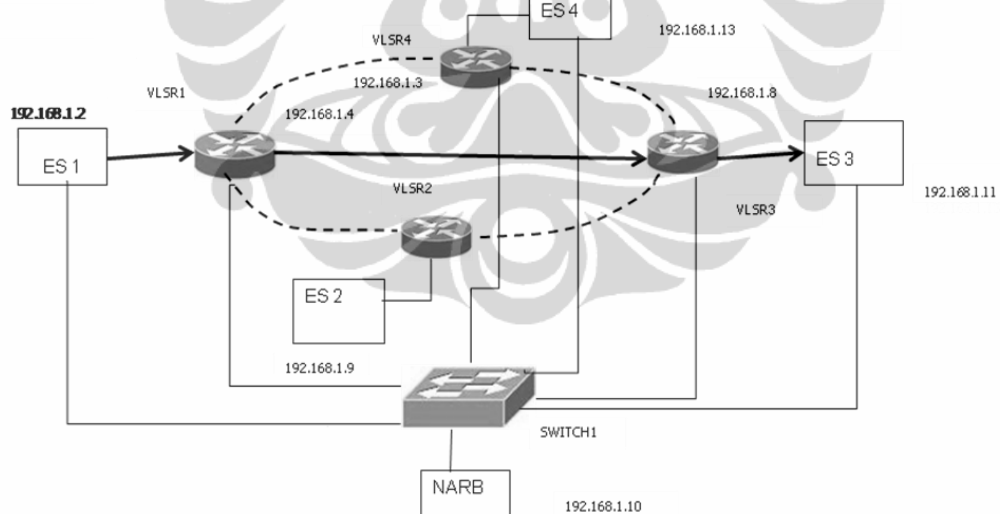 ES 4
192.168.1.13
VLSR4
192.168.1.3
192.168.1.8
VLSR1
192.168.1.2
192.168.1.4
ES 1
ES 3
VLSR2
192.168.1.11
VLSR3
ES 2
192.168.1.9
SWITCH1
NARB
192.168.1.10